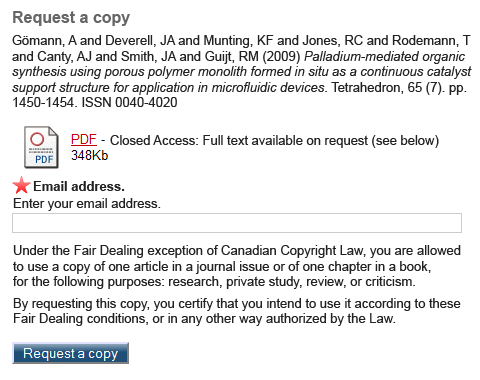 Request a copy
Gömann, A and Deverell, JA and Munting, KF and Jones, RC and Rodemann, T
and Canty, AJ and Smith, JA and Guijt, RM (2009) Palladium-mediated organic
synthesis using porous polymer monolith formed in situ as a continuous catalyst
support structure for application in microfluidic devices. Tetrahedron, 65 (7). pp.
1450-1454. ISSN 0040-4020
PDF - Closed Access: Full text available on request (see below)
348Kb
PDF
Email address.
Enter your email address.
Under the Fair Dealing exception of Canadian Copyright Law, you are allowed
to use a copy of one article in a journal issue or of one chapter in a book,
for the following purposes: research, private study, review, or criticism.
By requesting this copy, you certify that you intend to use it according to these
Fair Dealing conditions, or in any other way authorized by the Law.
Request a copy